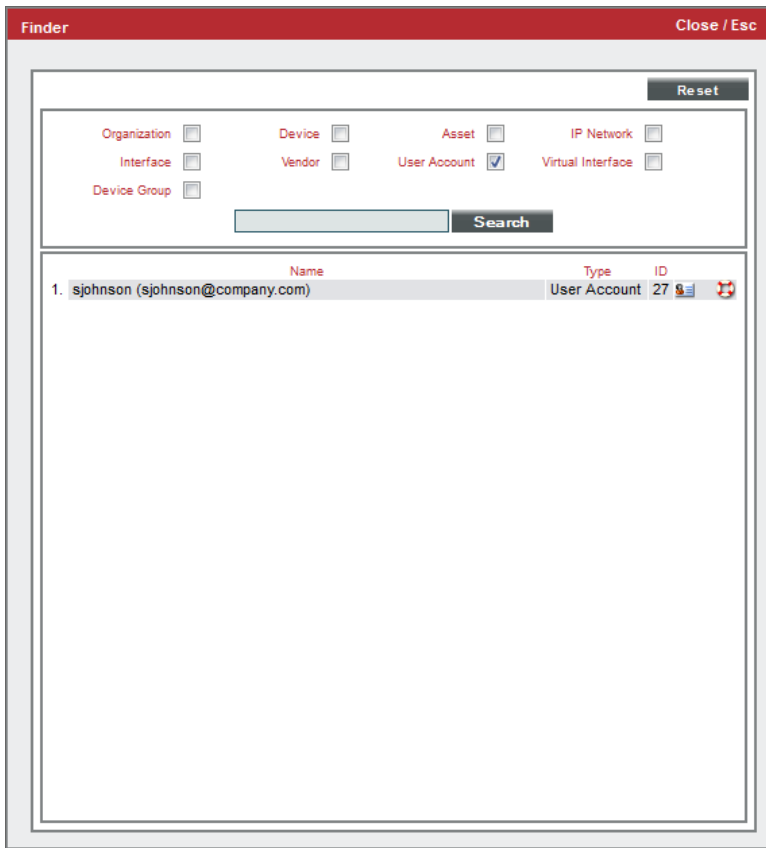 Finder Close / Esc
Reset
Organization Device Asset IP Network
Interface Vendor User Account Virtual Interface
Device Group
Search
Name Type ID
1. sjohnson (sjohnson@company.com) User Account 27